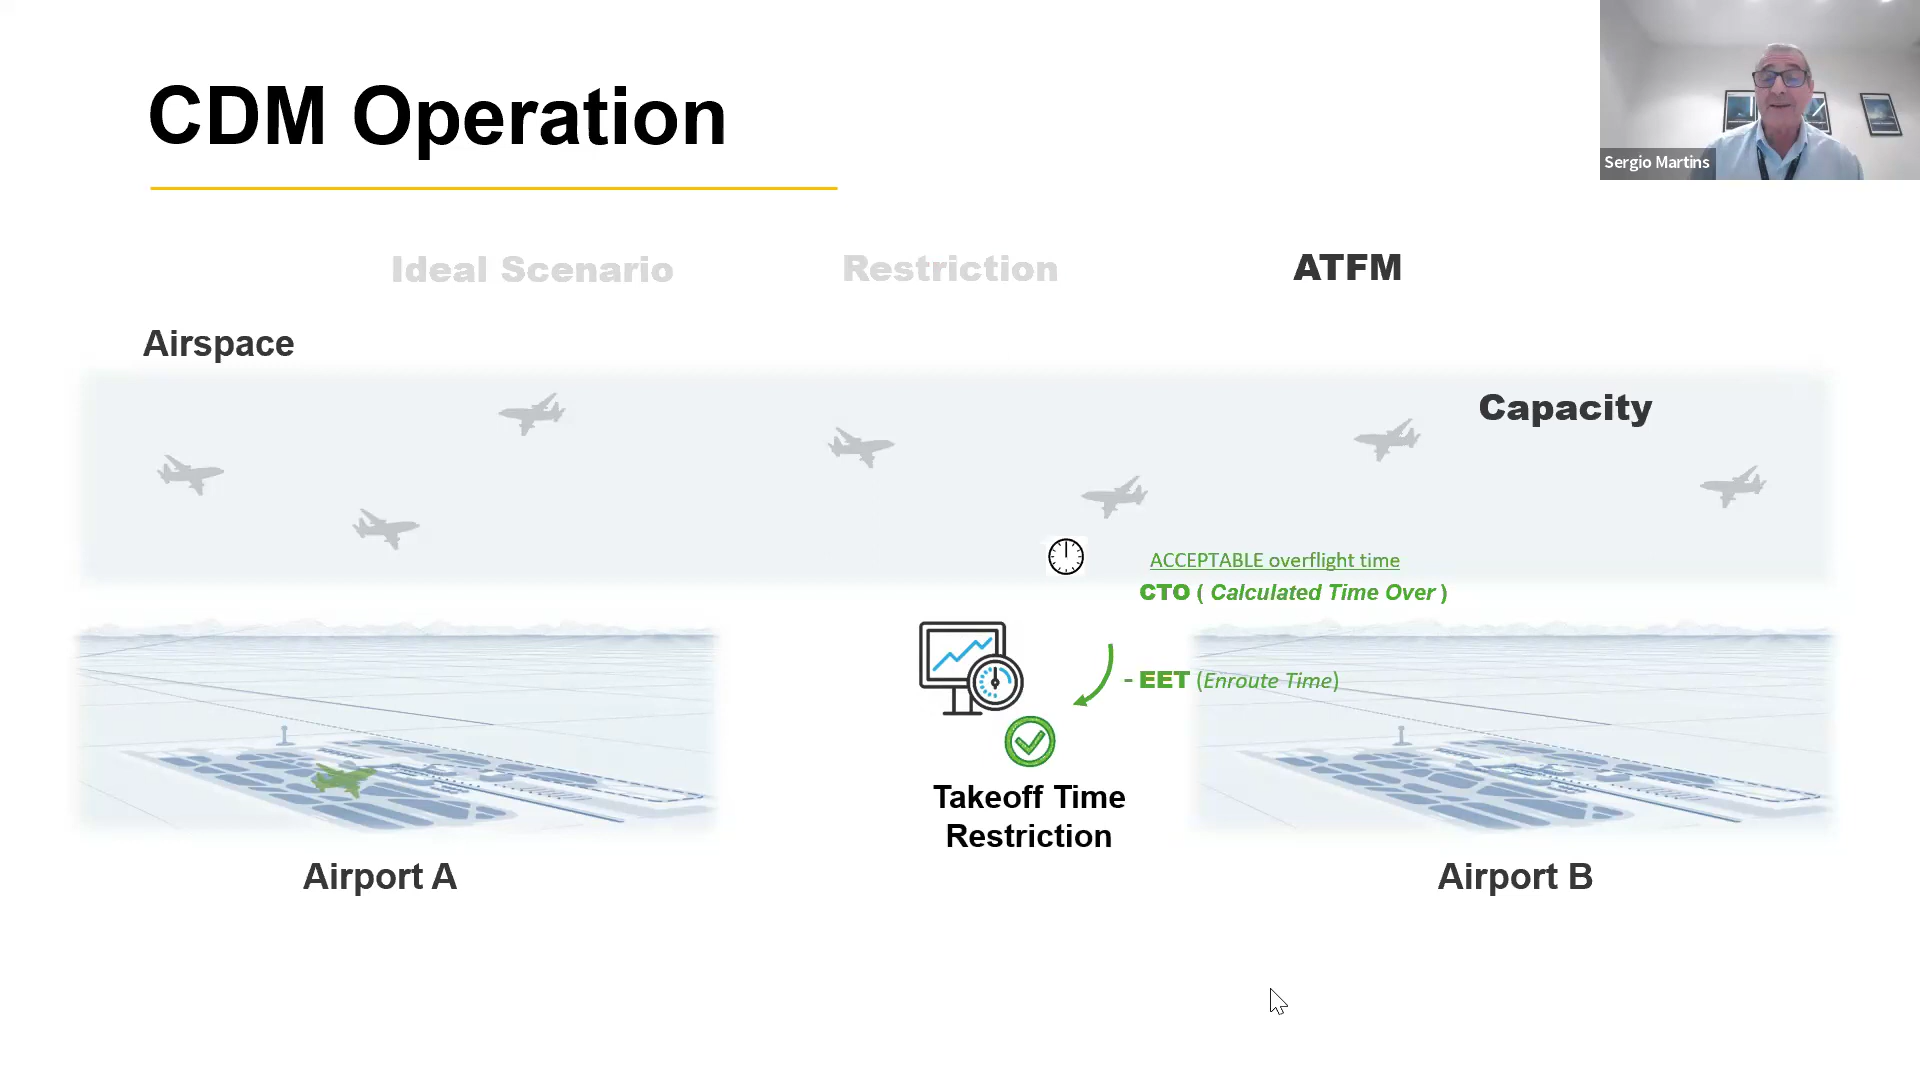 CDM Operation
Sergio Martins
Ideal Scenario
Restriction
ATFM
Airspace
Capacity
ACCEPTABLE overflight time
CTO ( Calculated Time Over )
- EET (Enroute Time)
Takeoff Time
Restriction
Airport A
Airport B